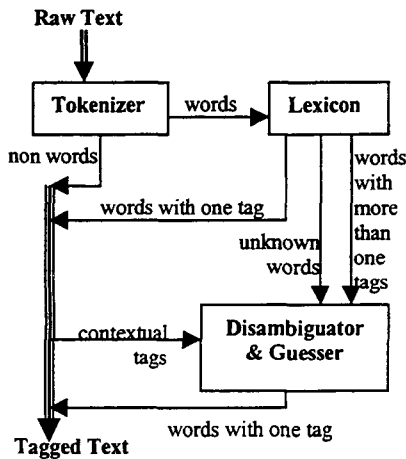 Raw Text
Tokenizer
words
Lexicon
non words
words with one tag
unknown
words
words
with
more
than
one
tags
contextual
tags
Disambiguator
& Guesser
words with one tag
Tagged Text